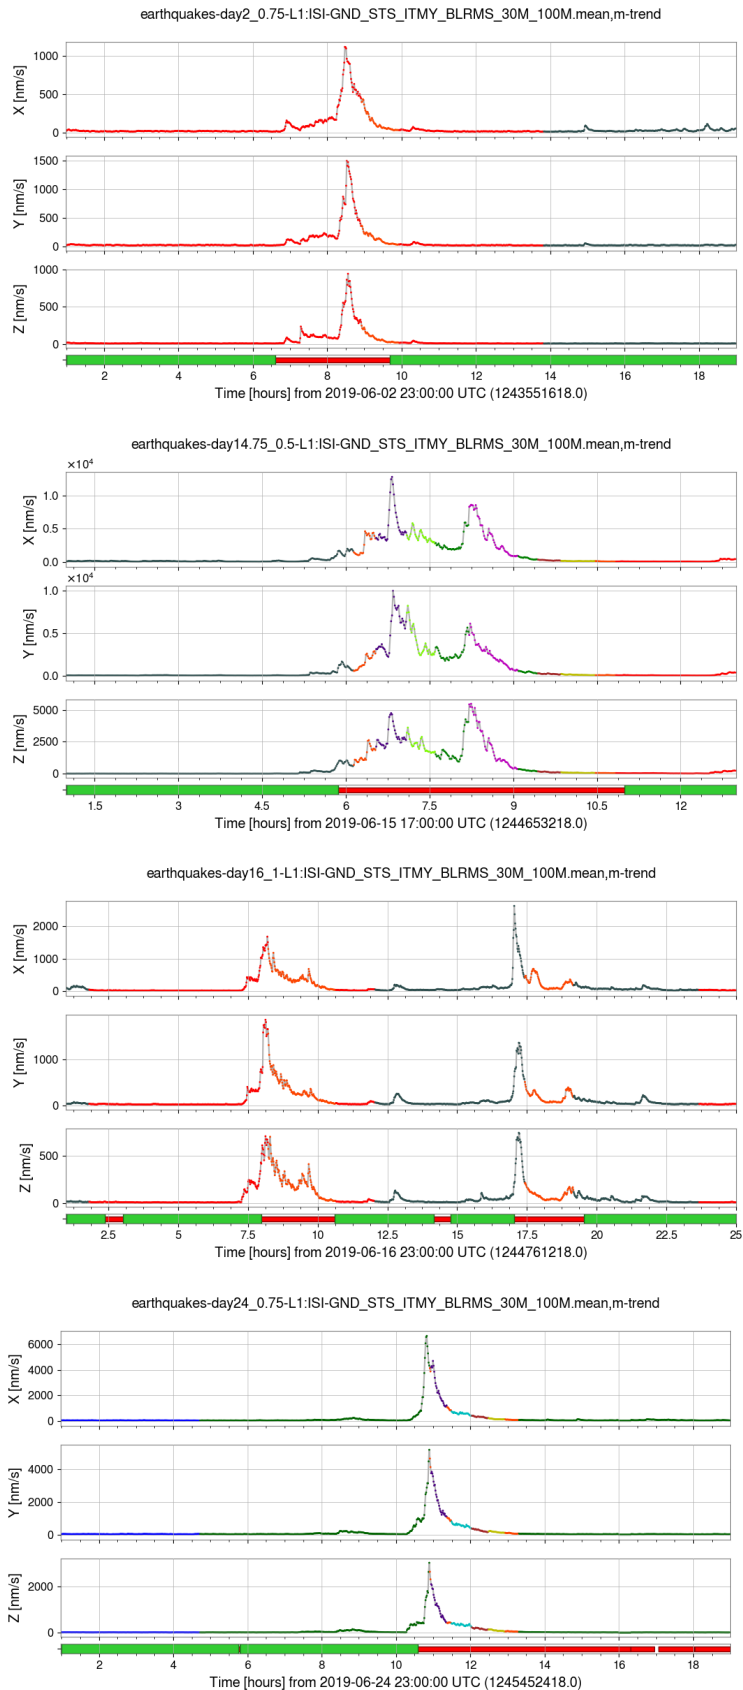 earthquakes-day2_0.75-L1:ISI-GND_STS_ITMY_BLRMS_30M_100M.mean,m-trend
1000
500
0
X [nm/s]
1500
1000
500
0
Y [nm/s]
1000
500
0
Z [nm/s]
2 4 6 8 10 12 14 16 18
Time [hours] from 2019-06-02 23:00:00 UTC (1243551618.0)
earthquakes-day14.75_0.5-L1:ISI-GND_STS_ITMY_BLRMS_30M_100M.mean,m-trend
×10⁴
1.0
0.5
0.0
X [nm/s]
×10⁴
1.0
0.5
0.0
Y [nm/s]
5000
2500
0
Z [nm/s]
1.5 3 4.5 6 7.5 9 10.5 12
Time [hours] from 2019-06-15 17:00:00 UTC (1244653218.0)
earthquakes-day16_1-L1:ISI-GND_STS_ITMY_BLRMS_30M_100M.mean,m-trend
2000
1000
0
X [nm/s]
1000
0
Y [nm/s]
500
0
Z [nm/s]
2.5 5 7.5 10 12.5 15 17.5 20 22.5 25
Time [hours] from 2019-06-16 23:00:00 UTC (1244761218.0)
earthquakes-day24_0.75-L1:ISI-GND_STS_ITMY_BLRMS_30M_100M.mean,m-trend
6000
4000
2000
0
X [nm/s]
4000
2000
0
Y [nm/s]
2000
0
Z [nm/s]
2 4 6 8 10 12 14 16 18
Time [hours] from 2019-06-24 23:00:00 UTC (1245452418.0)